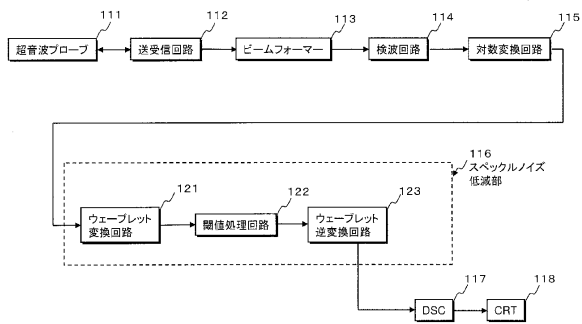 111
112
113
114
115
超音波プローブ
送受信回路
ビームフォーマー
検波回路
対数変換回路
116
スペックルノイズ
低減部
121
122
123
ウェーブレット
変換回路
閾値処理回路
ウェーブレット
逆変換回路
117
118
DSC
CRT